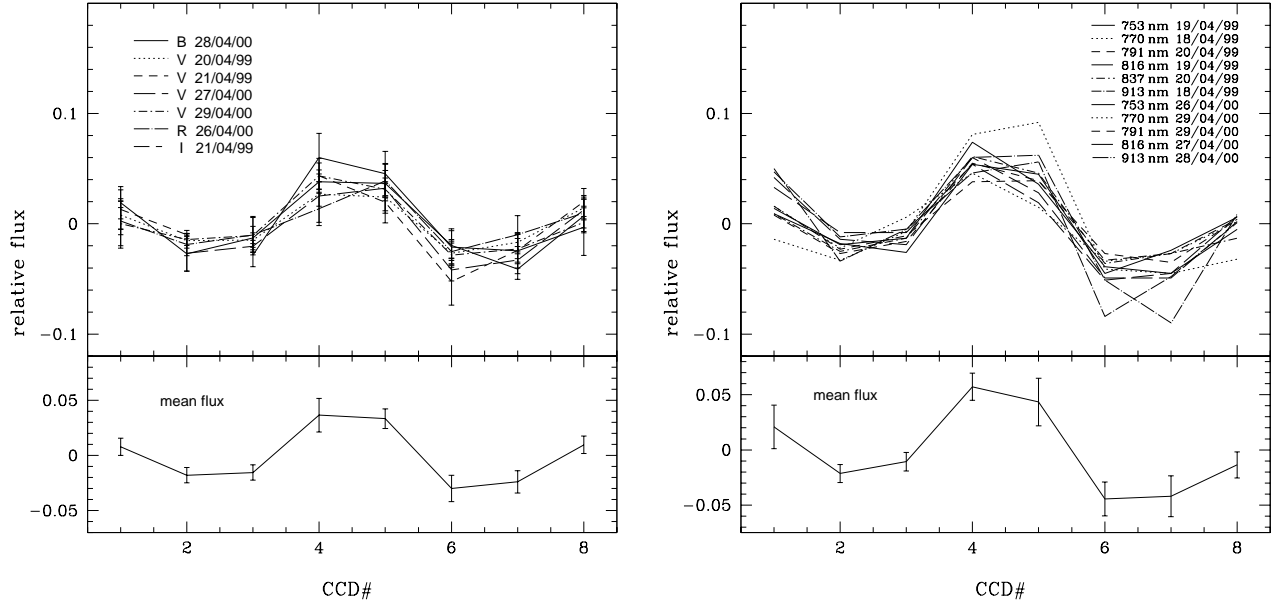 B 28/04/00
V 20/04/99
V 21/04/99
V 27/04/00
V 29/04/00
R 26/04/00
I 21/04/99
0.1
0
−0.1
relative flux
mean flux
0.05
0
−0.05
2
4
6
8
CCD#
753 nm 19/04/99
770 nm 18/04/99
791 nm 20/04/99
816 nm 19/04/99
837 nm 20/04/99
913 nm 18/04/99
753 nm 26/04/00
770 nm 29/04/00
791 nm 29/04/00
816 nm 27/04/00
913 nm 28/04/00
0.1
0
−0.1
relative flux
mean flux
0.05
0
−0.05
2
4
6
8
CCD#